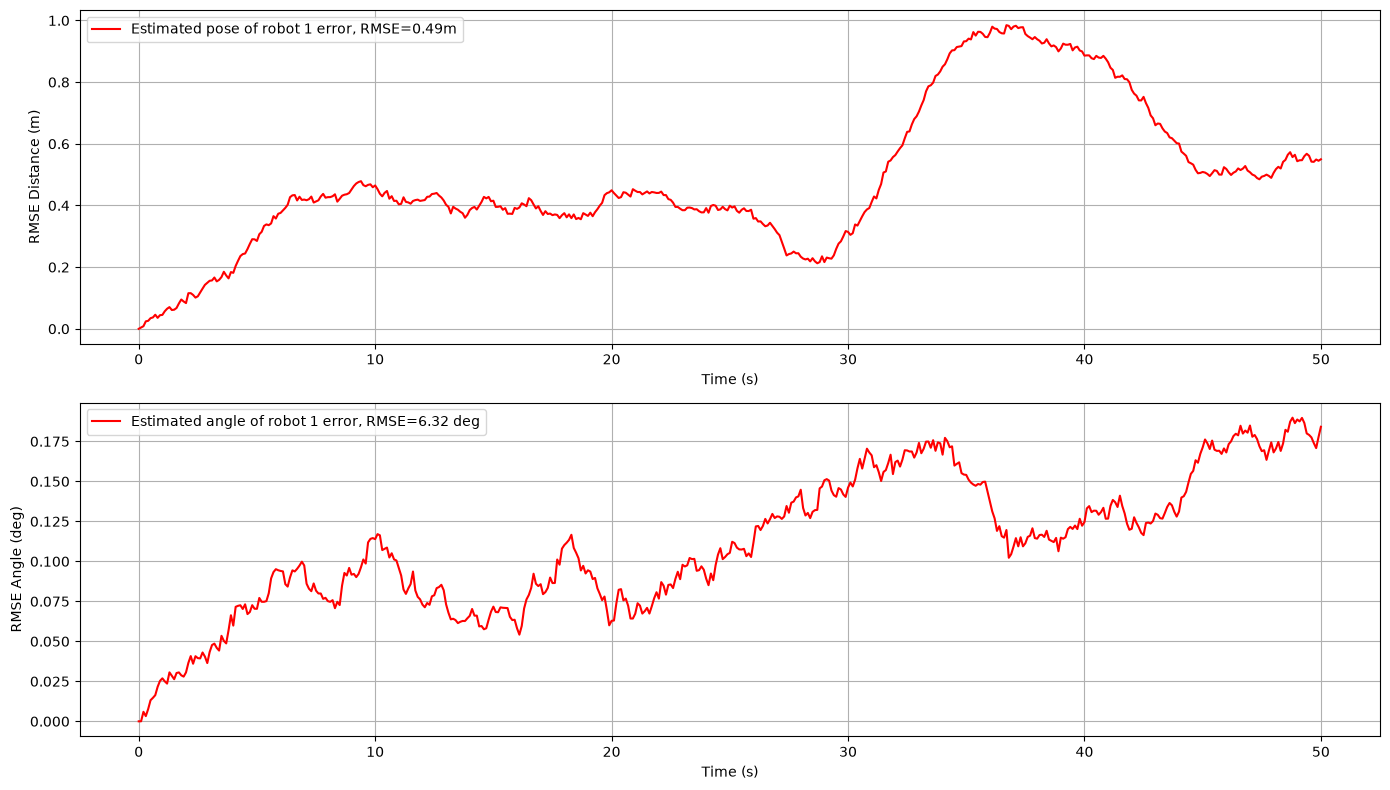 Estimated pose of robot 1 error, RMSE=0.49m
1.0
0.8
0.6
0.4
0.2
0.0
RMSE Distance (m)
0 10 20 30 40 50
Time (s)
Estimated angle of robot 1 error, RMSE=6.32 deg
0.175
0.150
0.125
0.100
0.075
0.050
0.025
0.000
RMSE Angle (deg)
0 10 20 30 40 50
Time (s)